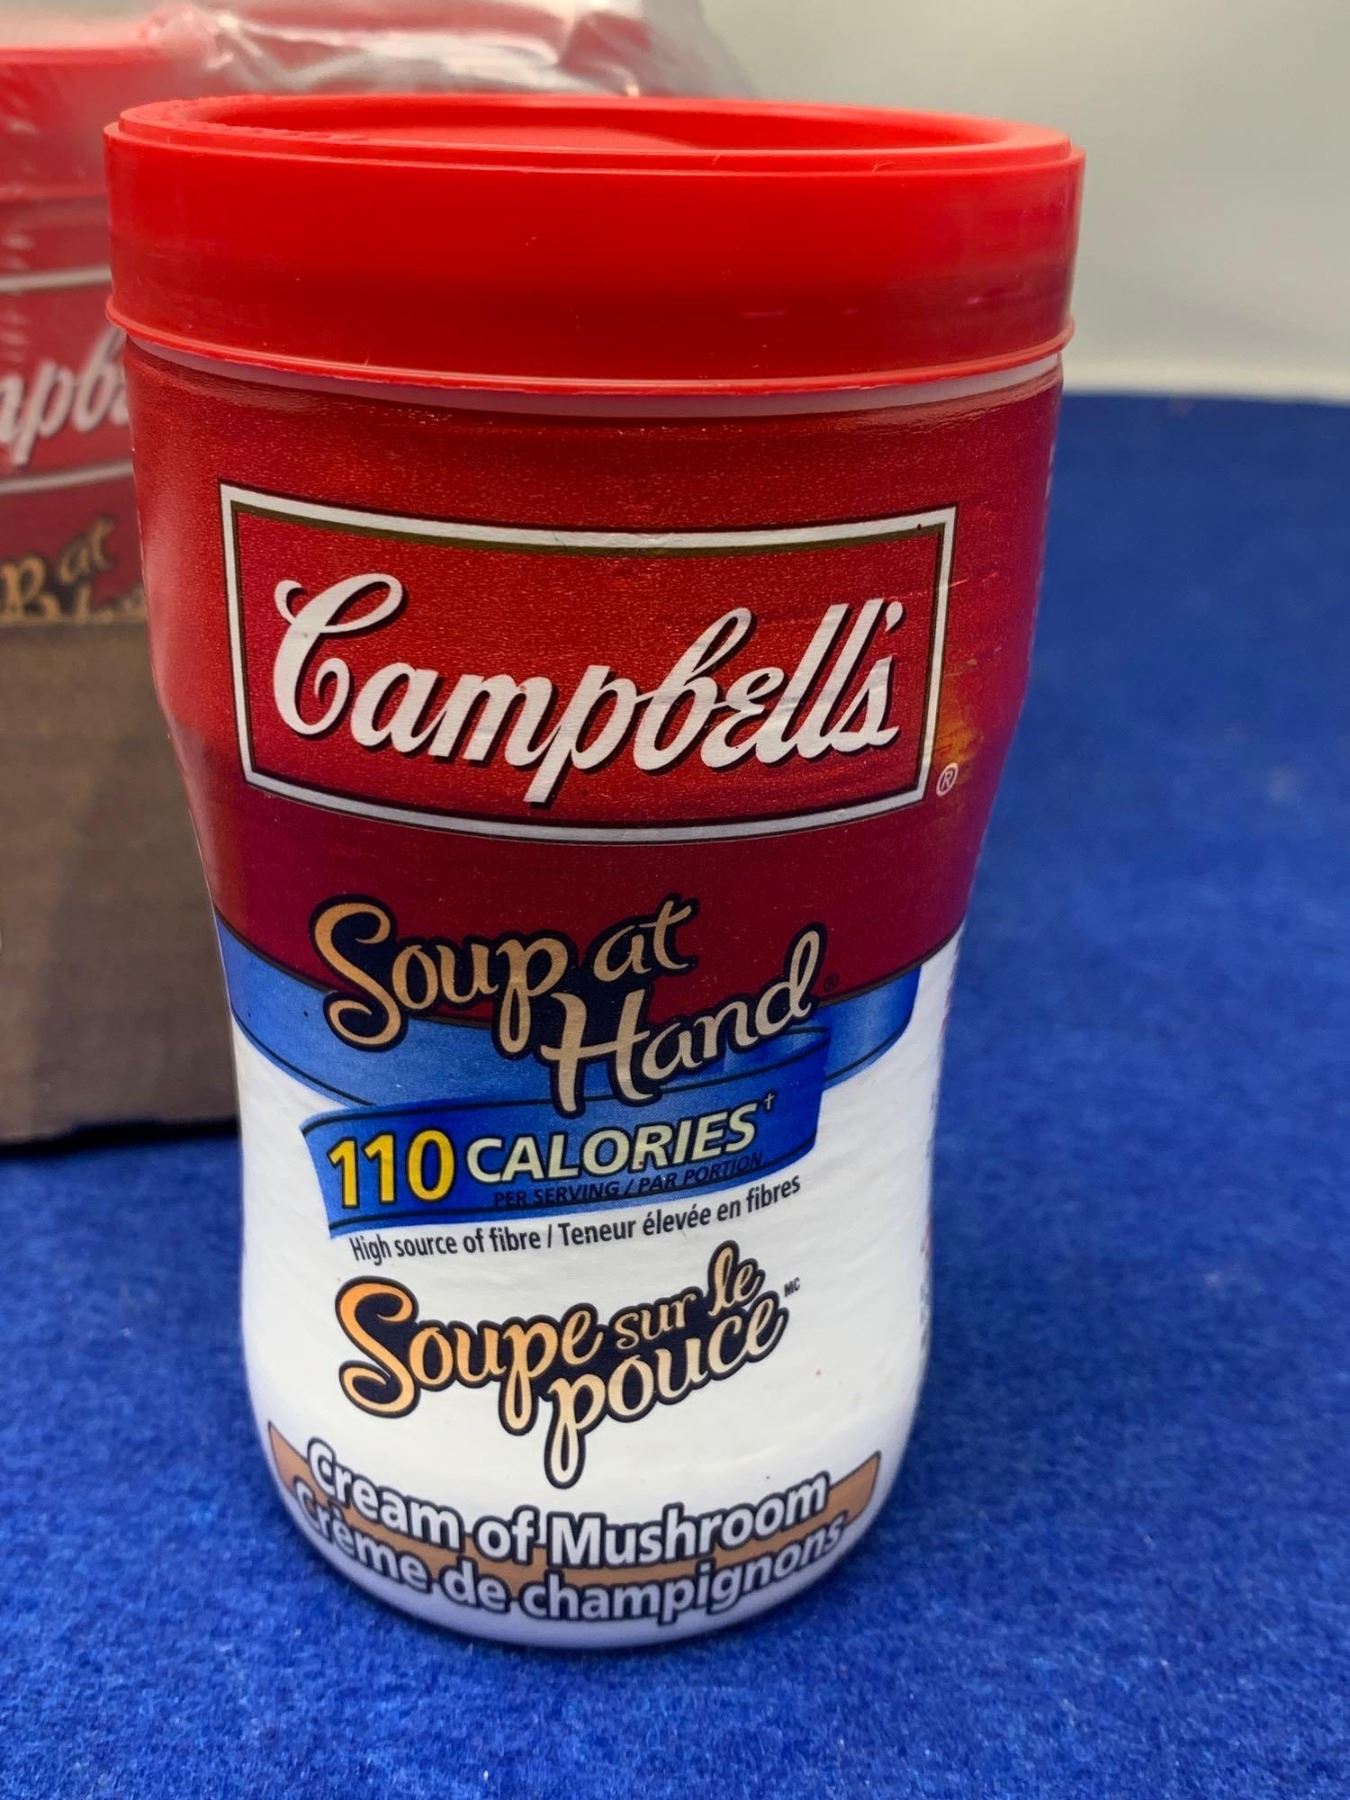 Campbell's®
Soup at
Hand®
110 CALORIES†
PER SERVING / PAR PORTION
High source of fibre / Teneur élevée en fibres
Soupe sur le
pouce MC
Cream of Mushroom
Crème de champignons